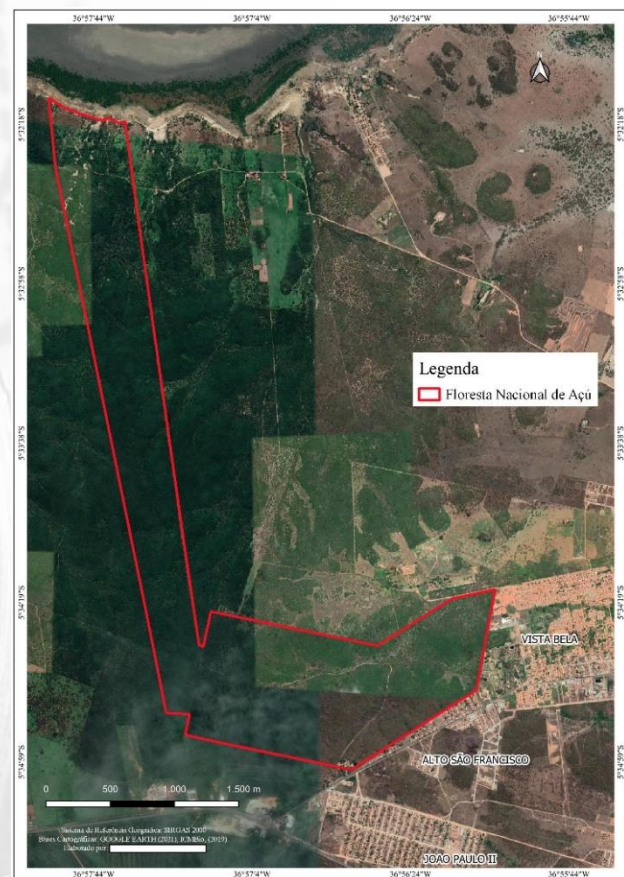 36°57'44"W 36°57'4"W 36°56'24"W 36°55'44"W
N
5°32'18"S 5°32'18"S
5°32'58"S 5°32'58"S
Legenda
Floresta Nacional de Açú
5°33'38"S 5°33'38"S
5°34'19"S 5°34'19"S
VISTA BELA
5°34'59"S 5°34'59"S
ALTO SÃO FRANCISCO
0 500 1.000 1.500 m
Sistema de Referência Geográfica: SIRGAS 2000
Bases Cartográficas: GOOGLE EARTH (2021), ICMBio, (2019)
Elaborado por:
JOÃO PAULO II
36°57'44"W 36°57'4"W 36°56'24"W 36°55'44"W